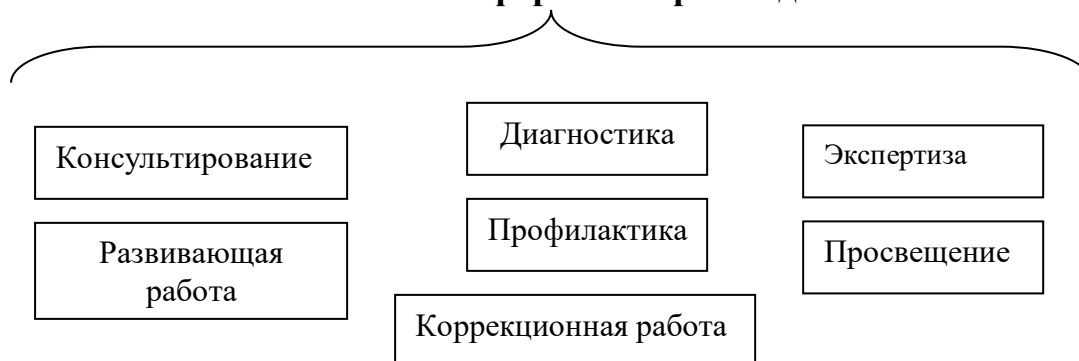 Консультирование
Диагностика
Экспертиза
Развивающая
работа
Профилактика
Просвещение
Коррекционная работа